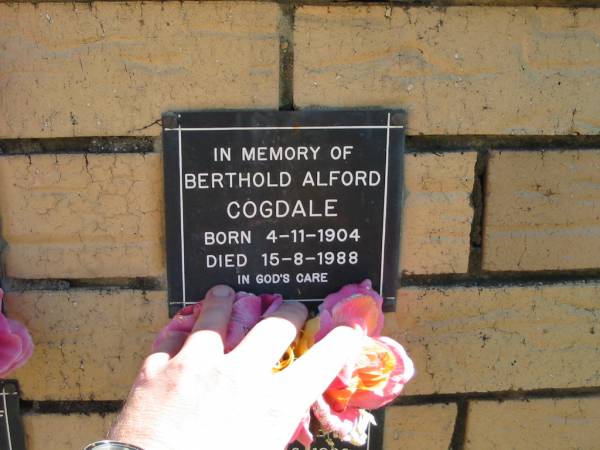 IN MEMORY OF
BERTHOLD ALFORD
COGDALE
BORN 4-11-1904
DIED 15-8-1988
IN GOD'S CARE